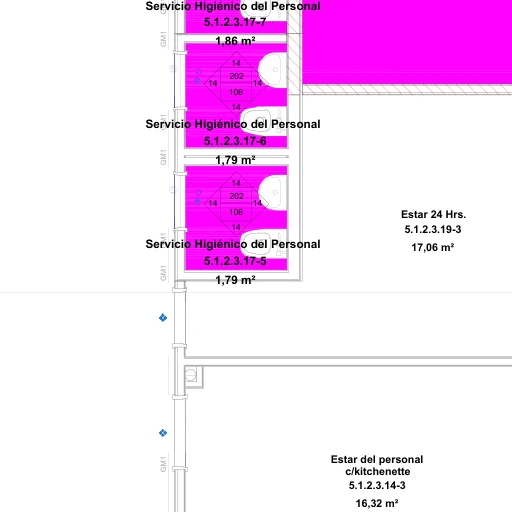 Servicio Higiénico del Personal
5.1.2.3.17-7
1,86 m²
GM1
14
202
14 14
106
14
Servicio Higiénico del Personal
5.1.2.3.17-6
1,79 m²
GM1
14
202
14 14
106
14
Servicio Higiénico del Personal
5.1.2.3.17-5
1,79 m²
GM1
Estar 24 Hrs.
5.1.2.3.19-3
17,06 m²
Estar del personal
c/kitchenette
5.1.2.3.14-3
16,32 m²
GM1